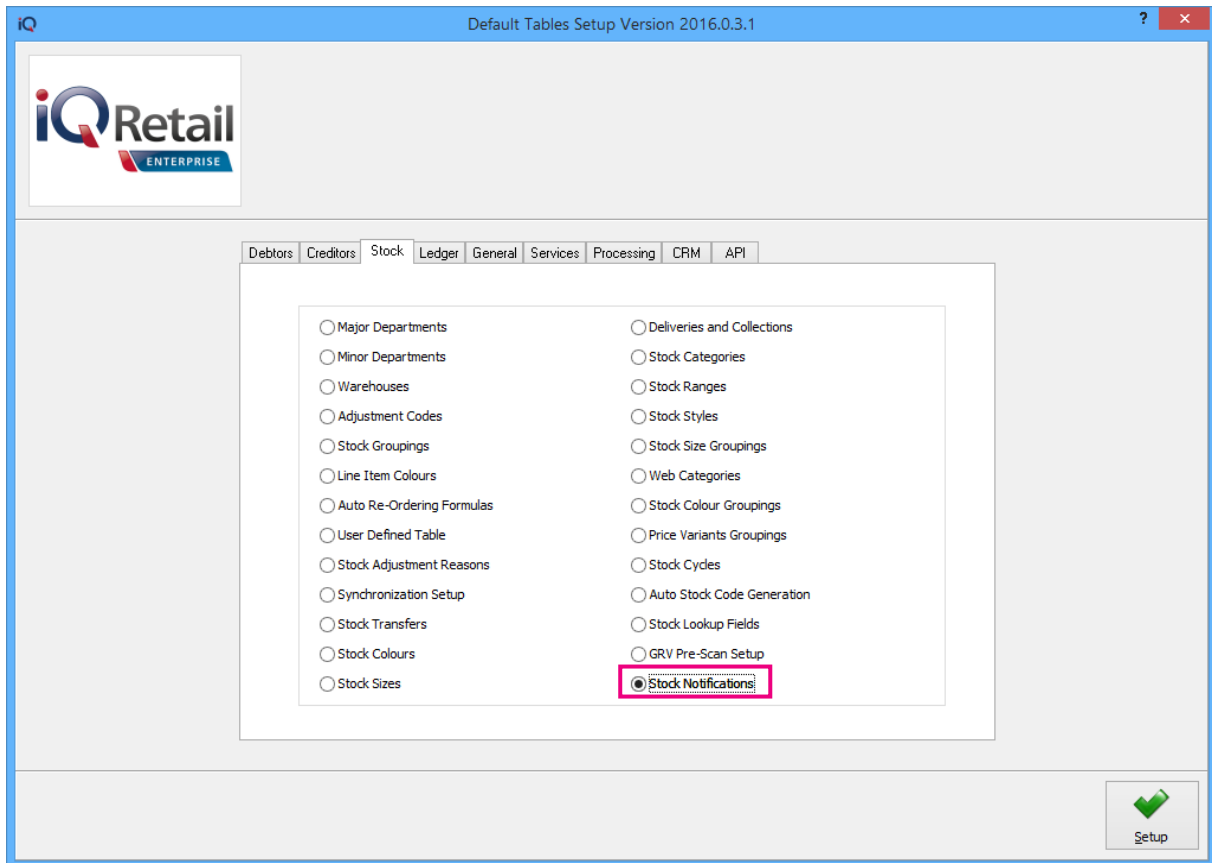 iQ Default Tables Setup Version 2016.0.3.1 ? ×
iQ Retail
ENTERPRISE
Debtors Creditors Stock Ledger General Services Processing CRM API
Major Departments Deliveries and Collections
Minor Departments Stock Categories
Warehouses Stock Ranges
Adjustment Codes Stock Styles
Stock Groupings Stock Size Groupings
Line Item Colours Web Categories
Auto Re-Ordering Formulas Stock Colour Groupings
User Defined Table Price Variants Groupings
Stock Adjustment Reasons Stock Cycles
Synchronization Setup Auto Stock Code Generation
Stock Transfers Stock Lookup Fields
Stock Colours GRV Pre-Scan Setup
Stock Sizes Stock Notifications
Setup